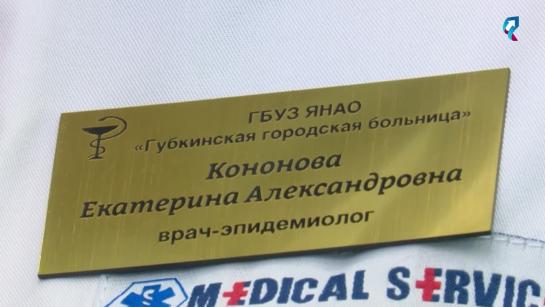 ГБУЗ ЯНАО
«Губкинская городская больница»
Кононова
Екатерина Александровна
врач-эпидемиолог
MEDICAL SERVIC